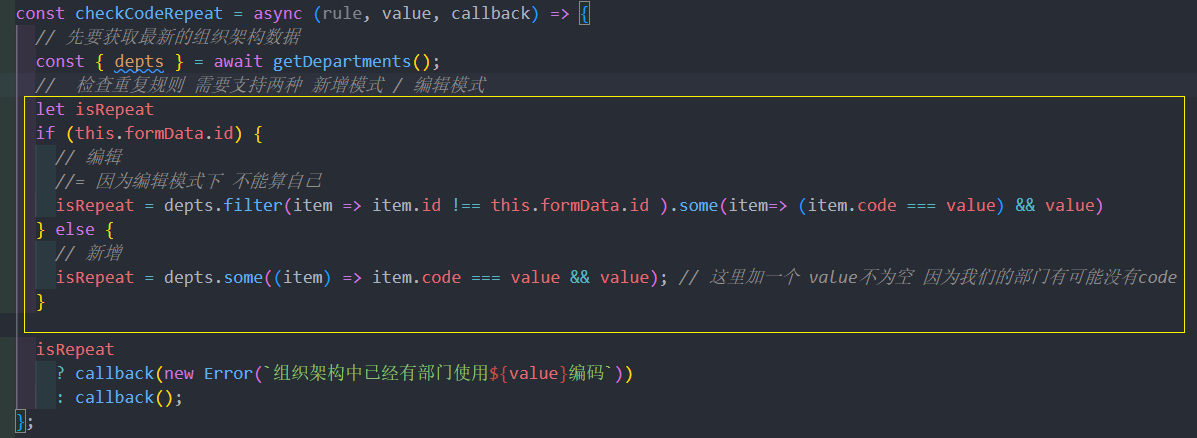 const checkCodeRepeat = async (rule, value, callback) => {
// 先要获取最新的组织架构数据
const { depts } = await getDepartments();
//  检查重复规则 需要支持两种 新增模式 / 编辑模式
let isRepeat
if (this.formData.id) {
// 编辑
//= 因为编辑模式下 不能算自己
isRepeat = depts.filter(item => item.id !== this.formData.id ).some(item=> (item.code === value) && value)
} else {
// 新增
isRepeat = depts.some((item) => item.code === value && value); // 这里加一个 value不为空 因为我们的部门有可能没有code
}
isRepeat
? callback(new Error(`组织架构中已经有部门使用${value}编码`))
: callback();
};